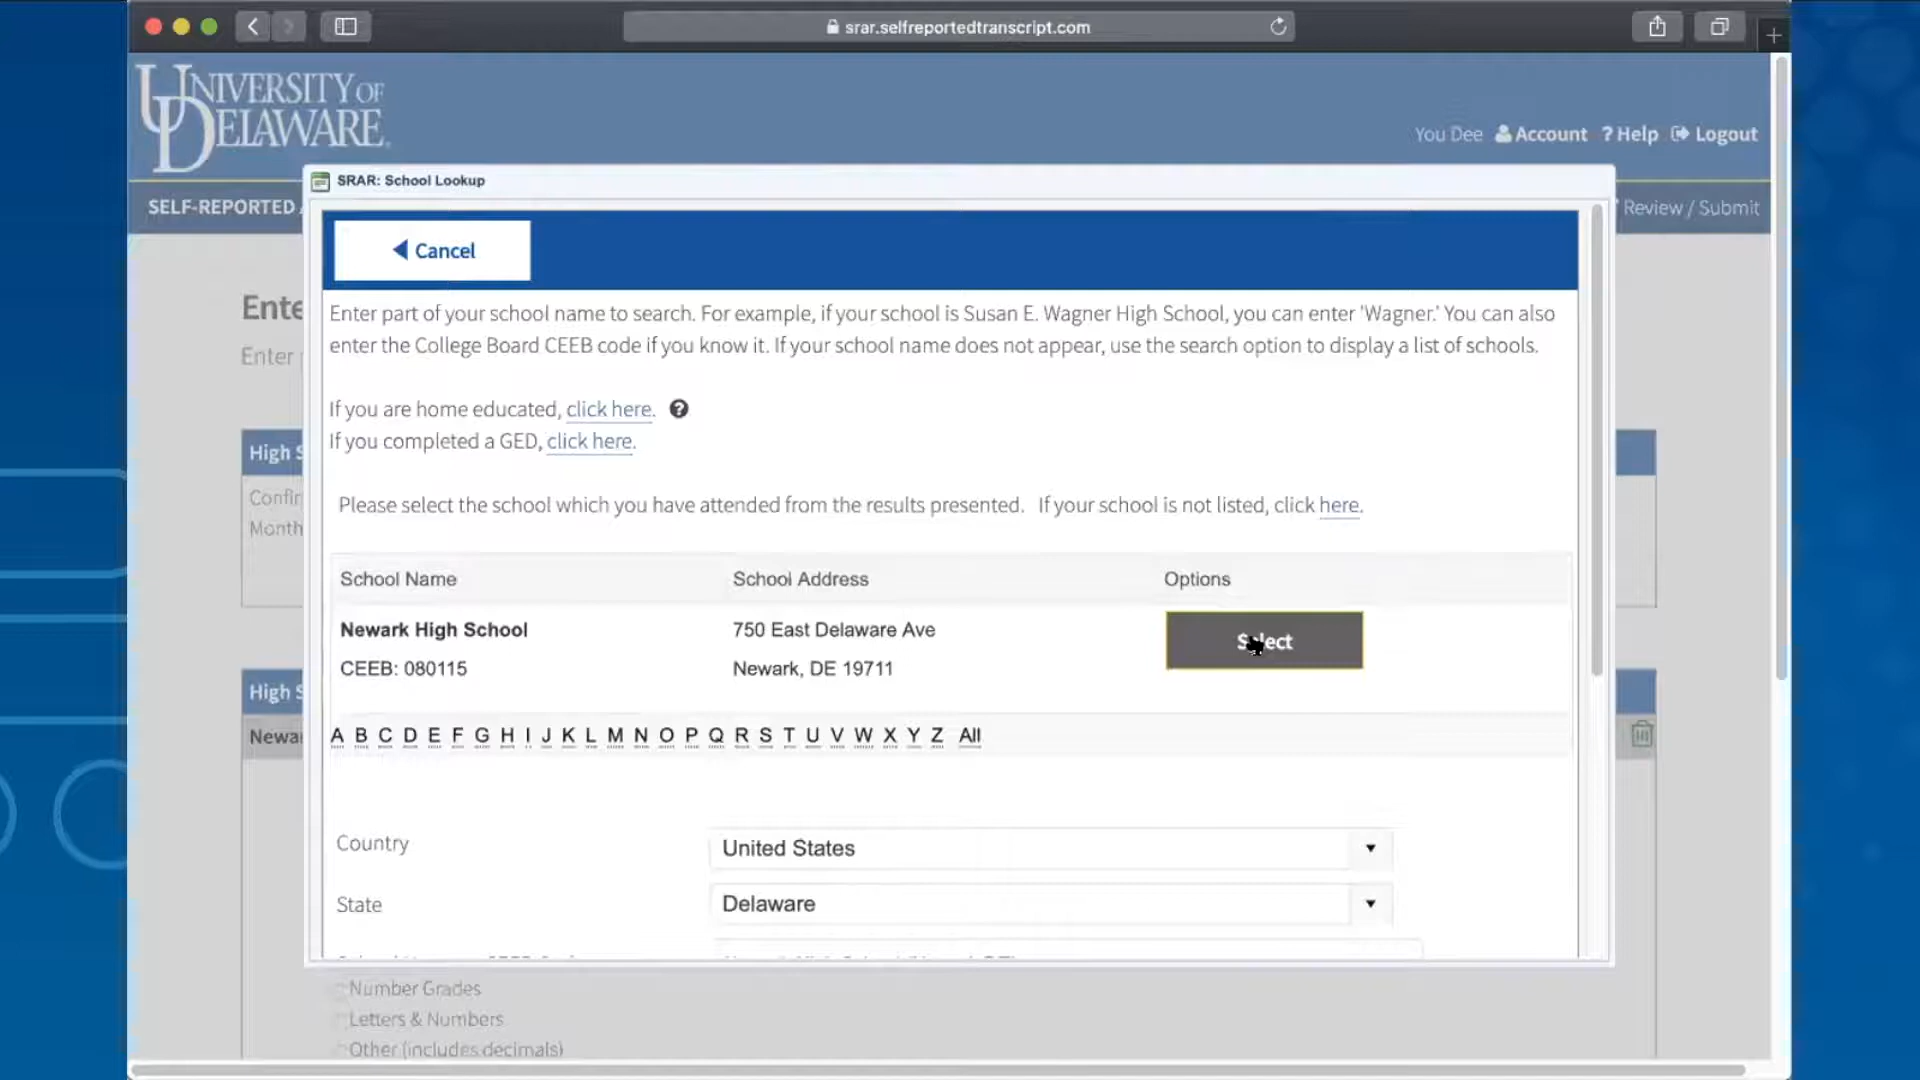 srar.selfreportedtranscript.com
UNIVERSITY OF DELAWARE
You Dee Account ? Help Logout
SRAR: School Lookup
SELF-REPORTED
Review / Submit
Cancel
Enter part of your school name to search. For example, if your school is Susan E. Wagner High School, you can enter 'Wagner.' You can also
enter the College Board CEEB code if you know it. If your school name does not appear, use the search option to display a list of schools.
Enter
If you are home educated, click here. ?
If you completed a GED, click here.
High S
Confir
Month
Please select the school which you have attended from the results presented. If your school is not listed, click here.
School Name School Address Options
Newark High School 750 East Delaware Ave Select
CEEB: 080115 Newark, DE 19711
High S
Newar
A B C D E F G H I J K L M N O P Q R S T U V W X Y Z All
Country United States
State Delaware
Number Grades
Letters & Numbers
Other (includes decimals)